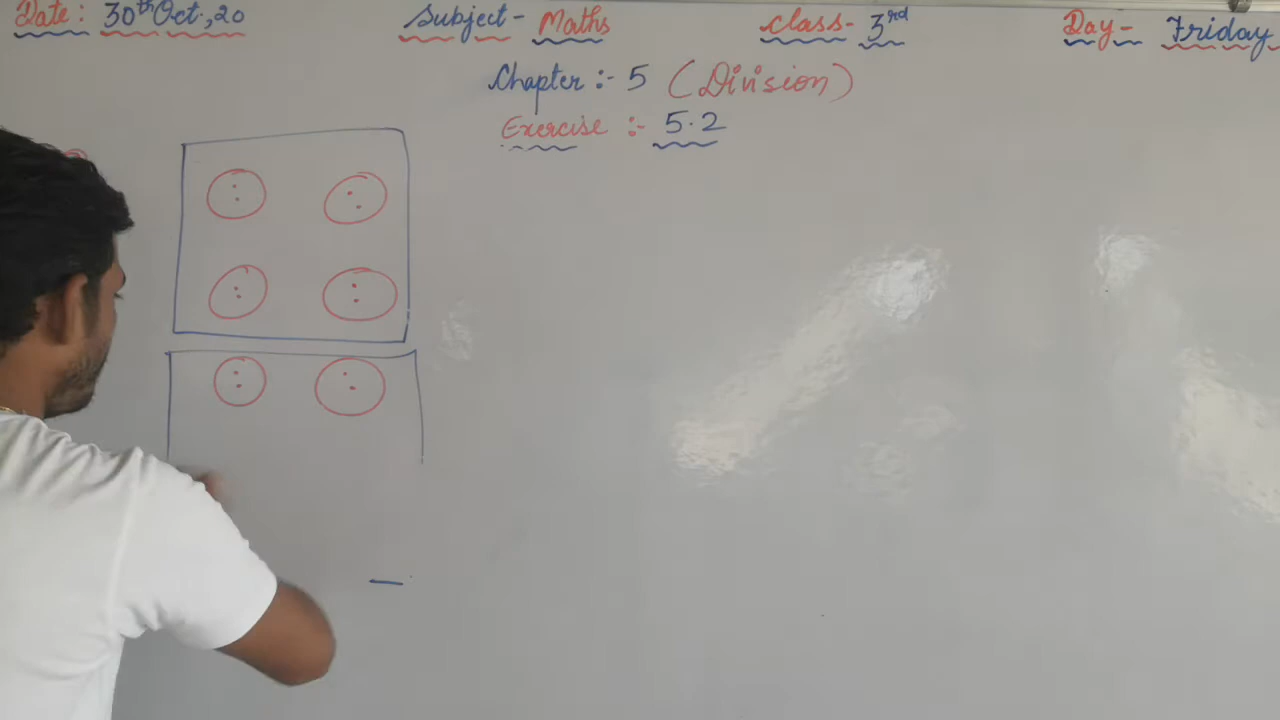 Date: 30th Oct,20 Subject- Maths Class- 3rd Day- Friday
Chapter :- 5 (Division)
Exercise :- 5.2